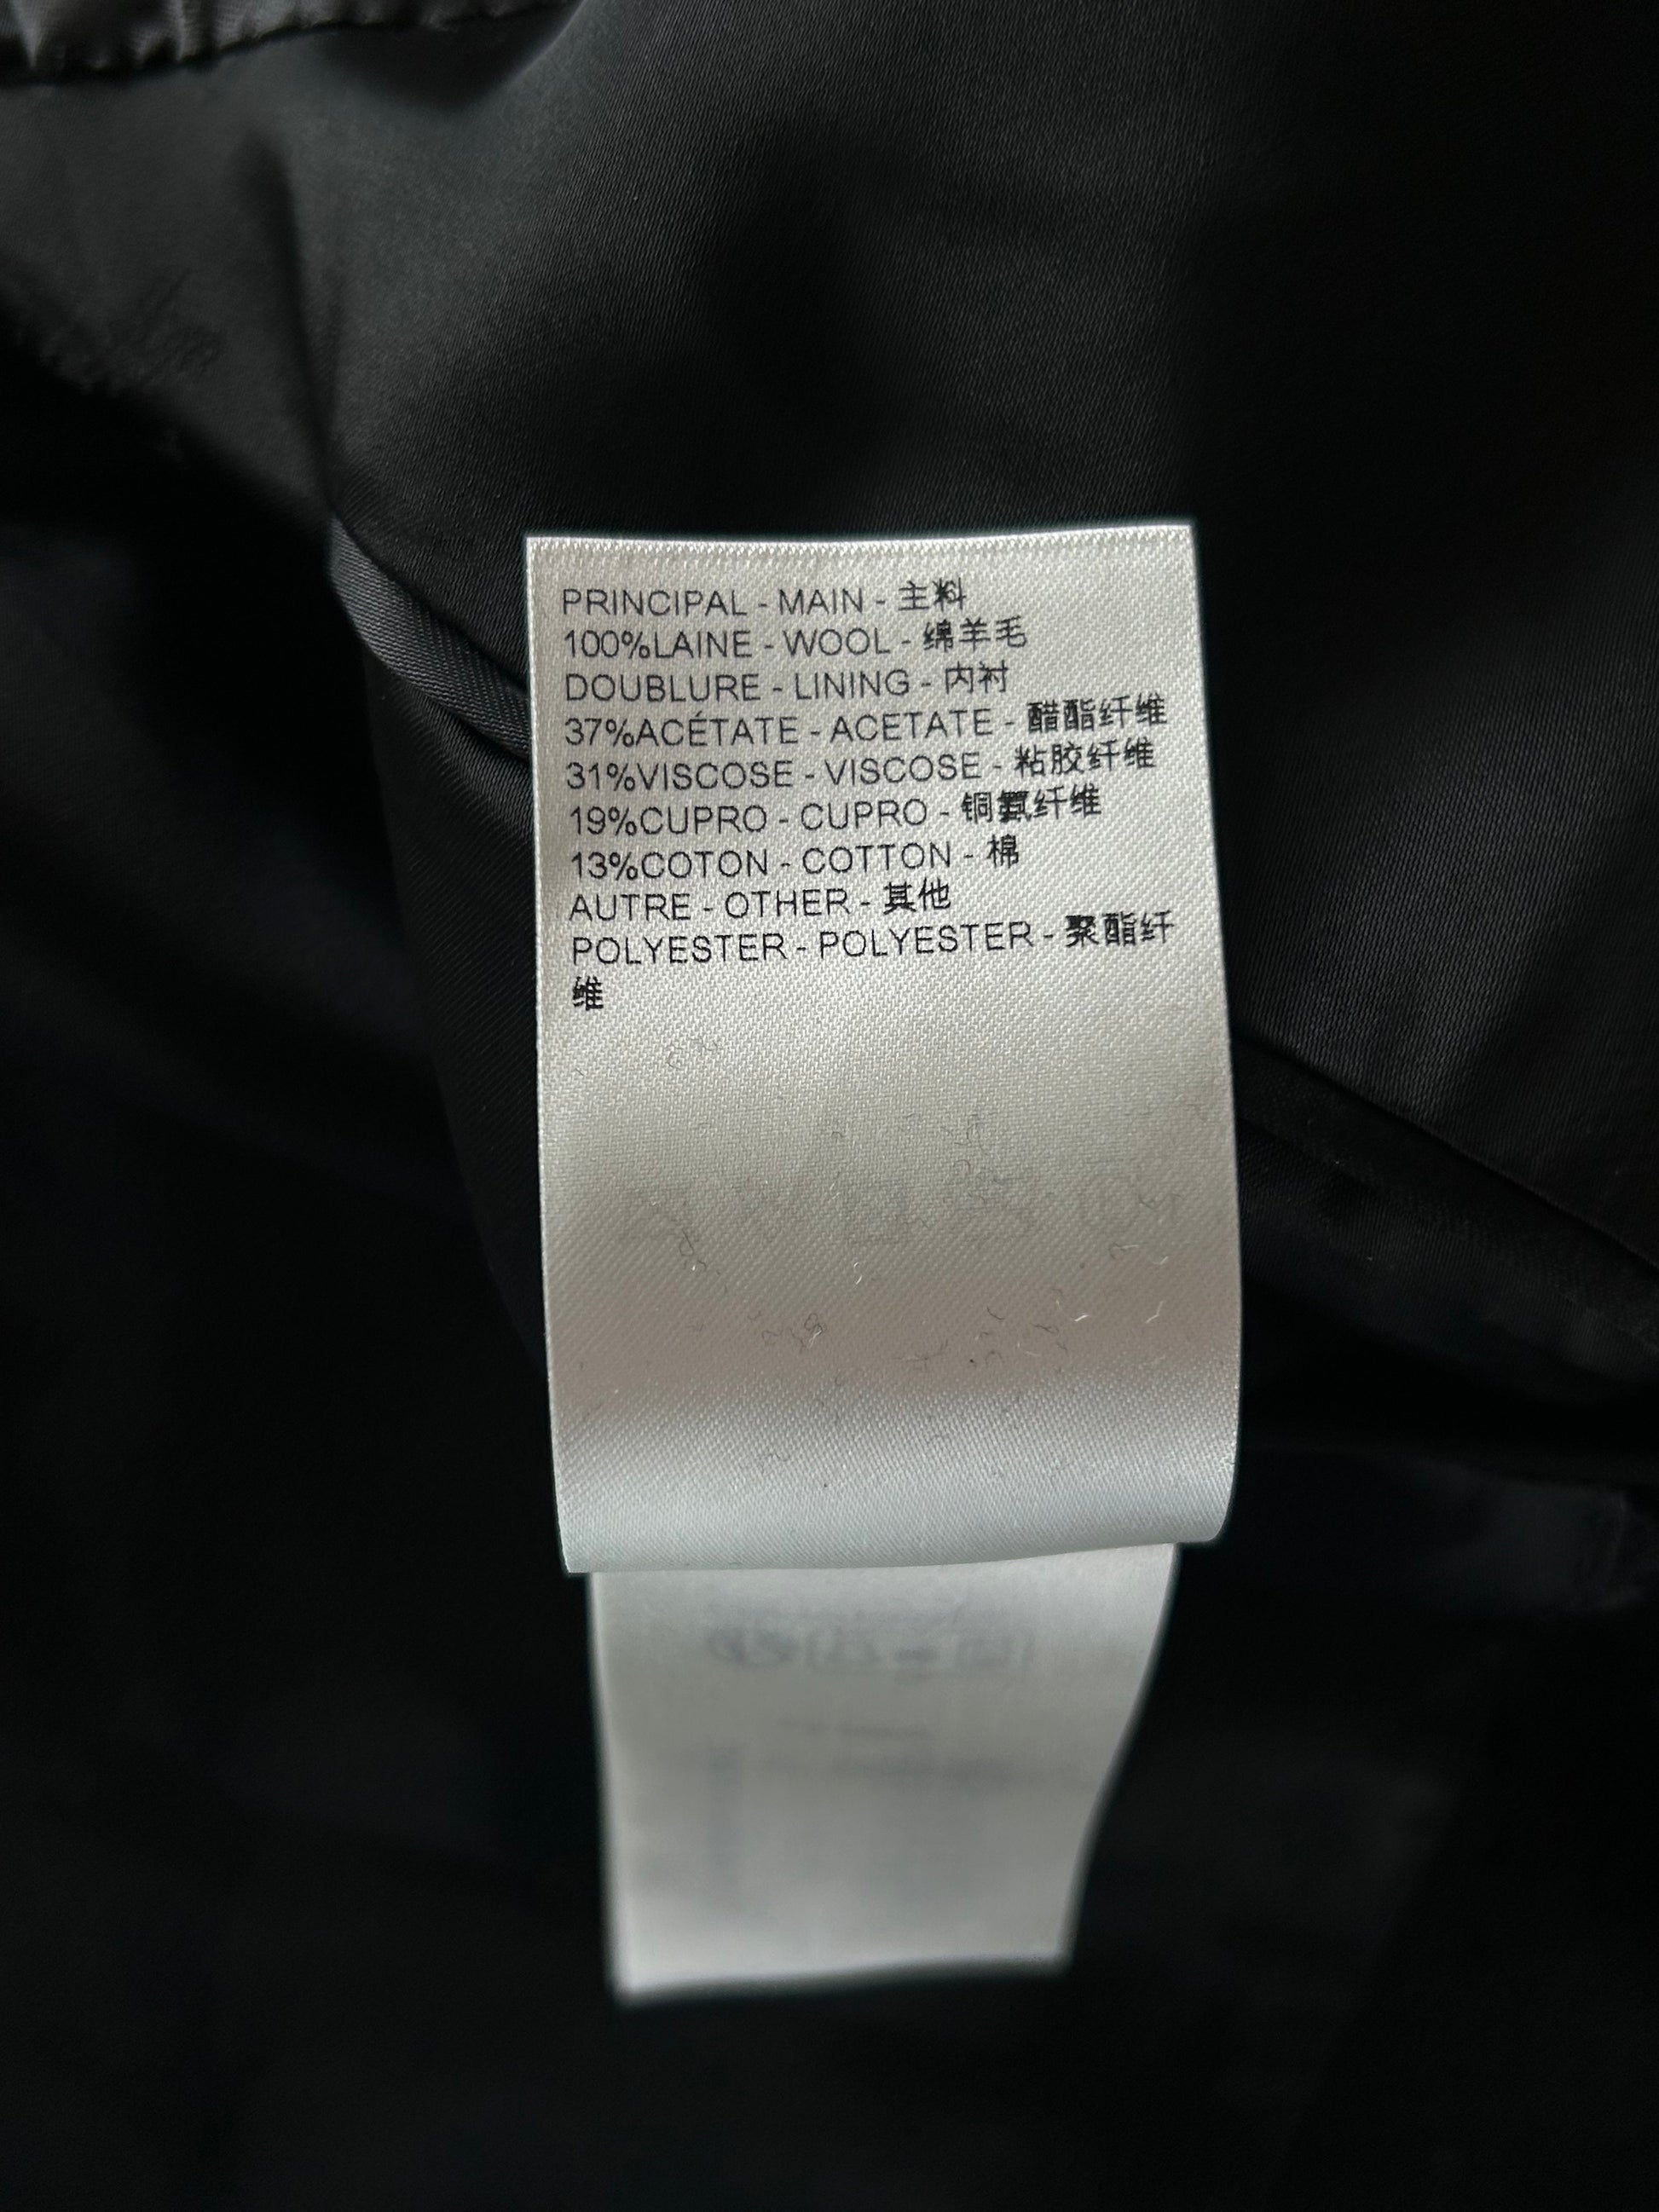 PRINCIPAL - MAIN - 主料
100%LAINE - WOOL - 绵羊毛
DOUBLURE - LINING - 内衬
37%ACÉTATE - ACETATE - 醋酯纤维
31%VISCOSE - VISCOSE - 粘胶纤维
19%CUPRO - CUPRO - 铜氨纤维
13%COTON - COTTON - 棉
AUTRE - OTHER - 其他
POLYESTER - POLYESTER - 聚酯纤
维